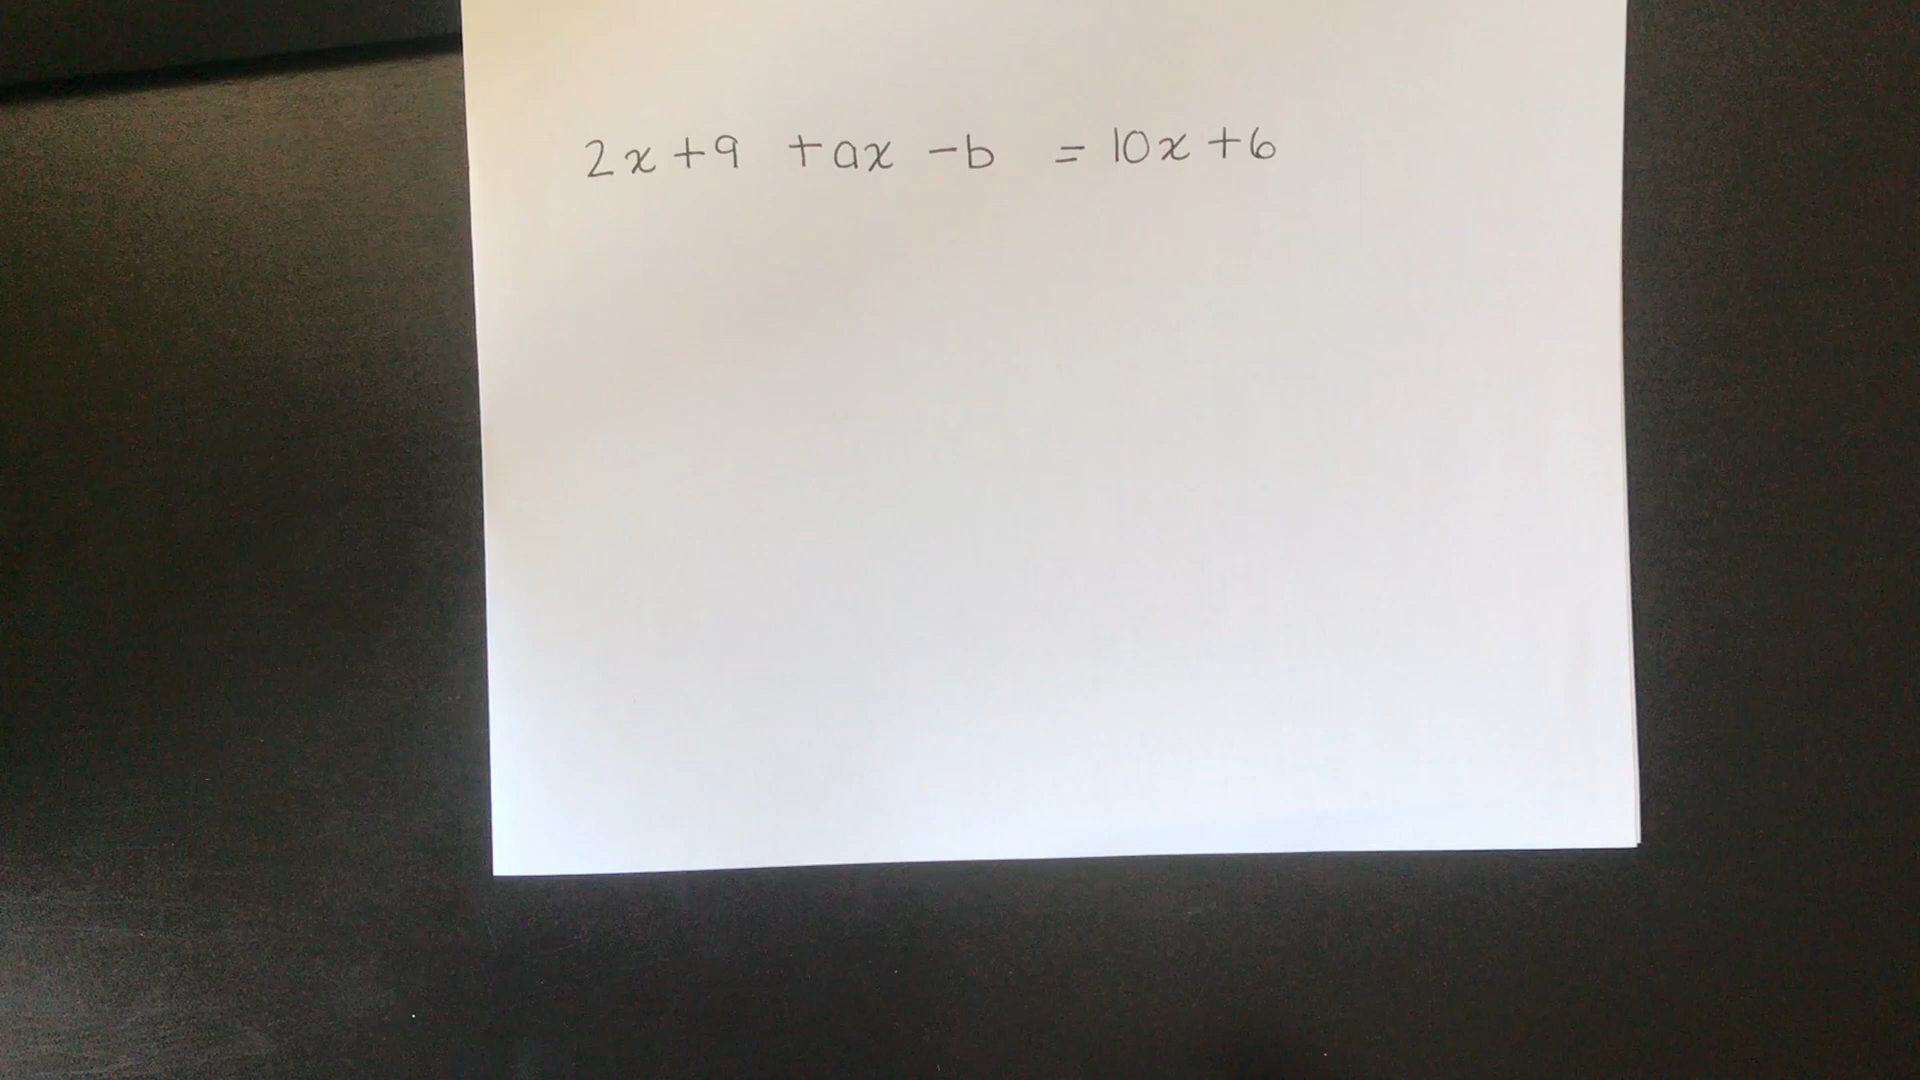 2x+9 +ax -b = 10x +6